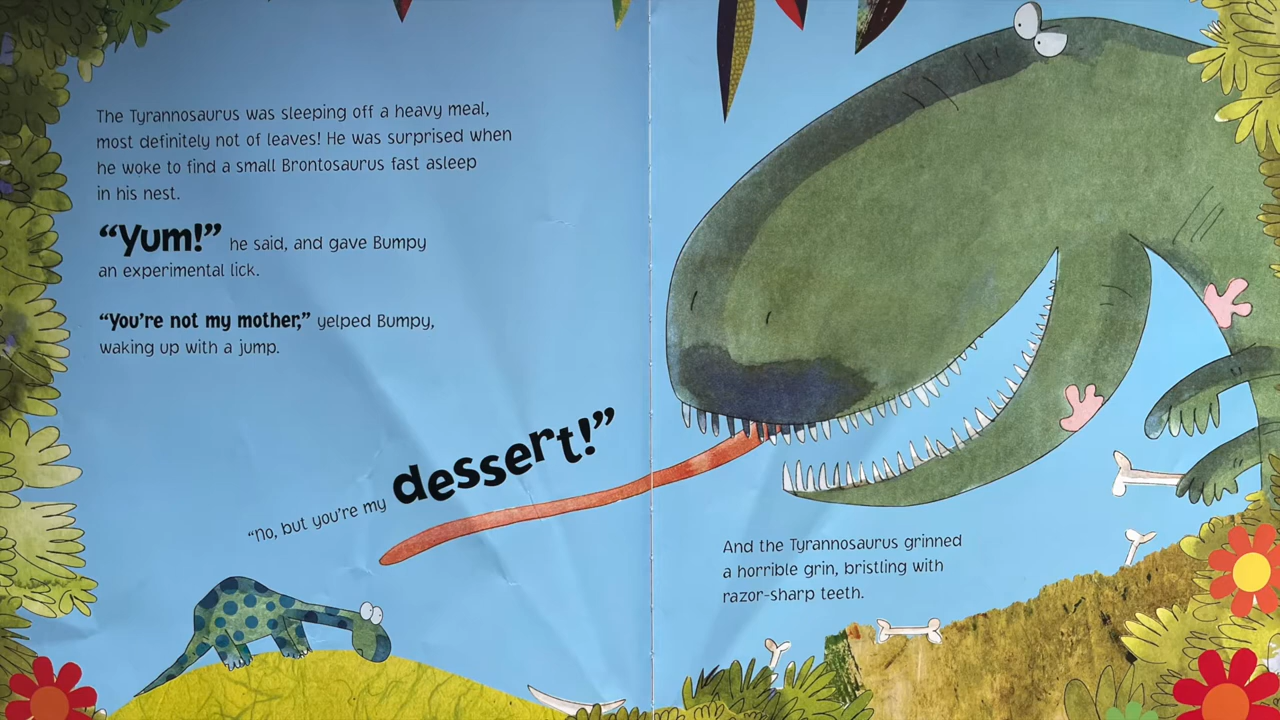 The Tyrannosaurus was sleeping off a heavy meal,
most definitely not of leaves! He was surprised when
he woke to find a small Brontosaurus fast asleep
in his nest.
“Yum!” he said, and gave Bumpy
an experimental lick.
“You’re not my mother,” yelped Bumpy,
waking up with a jump.
“No, but you’re my dessert!”
And the Tyrannosaurus grinned
a horrible grin, bristling with
razor-sharp teeth.